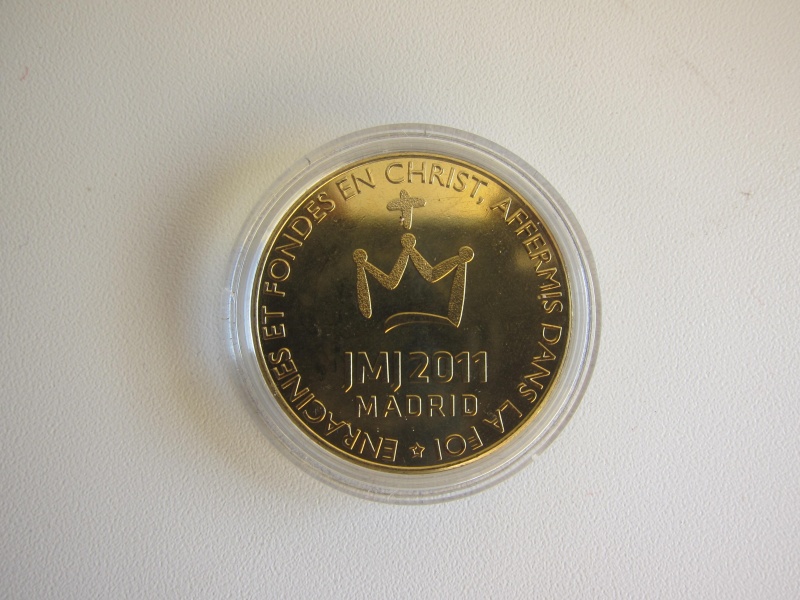 ENRACINES ET FONDES EN CHRIST, AFFERMIS DANS LA FOI
JMJ 2011
MADRID